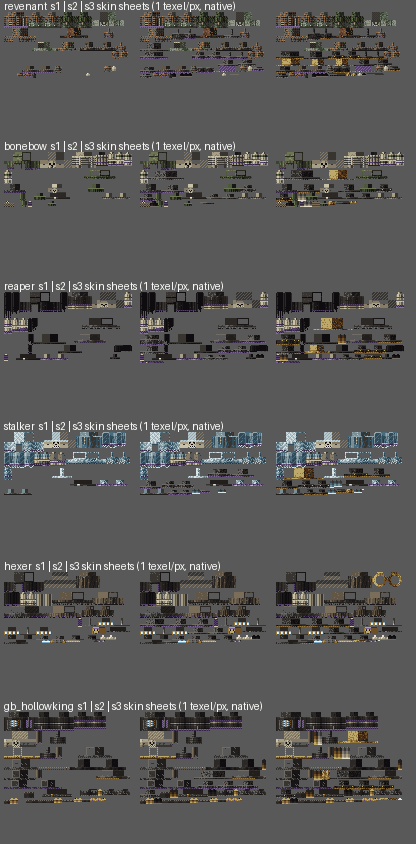 revenant s1 | s2 | s3 skin sheets (1 texel/px, native)
bonebow s1 | s2 | s3 skin sheets (1 texel/px, native)
reaper s1 | s2 | s3 skin sheets (1 texel/px, native)
stalker s1 | s2 | s3 skin sheets (1 texel/px, native)
hexer s1 | s2 | s3 skin sheets (1 texel/px, native)
gb_hollowking s1 | s2 | s3 skin sheets (1 texel/px, native)